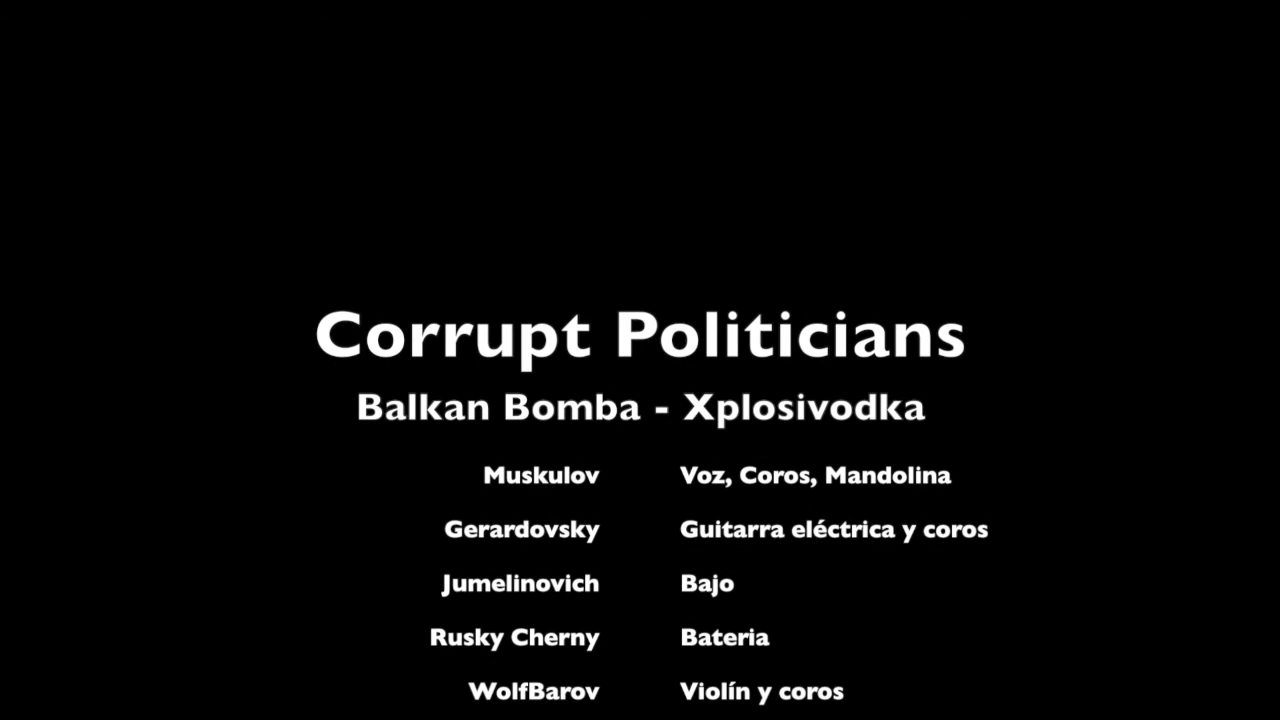 Corrupt Politicians
Balkan Bomba - Xplosivodka
Muskulov Voz, Coros, Mandolina
Gerardovsky Guitarra eléctrica y coros
Jumelinovich Bajo
Rusky Cherny Bateria
WolfBarov Violín y coros